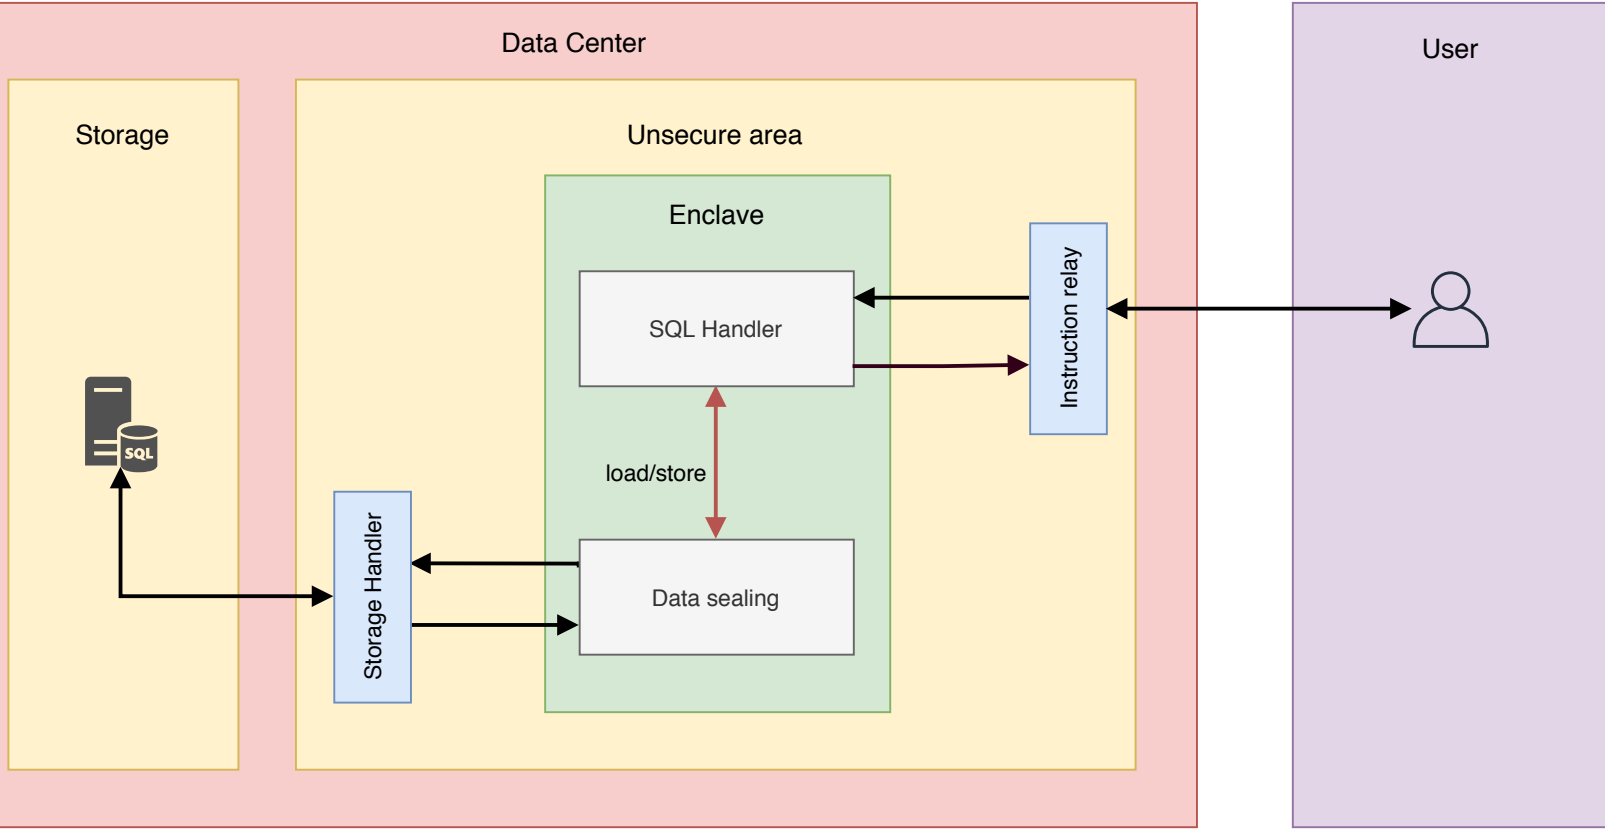 Data Center
User
Storage
Unsecure area
Enclave
SQL Handler
Instruction relay
load/store
SQL
Storage Handler
Data sealing